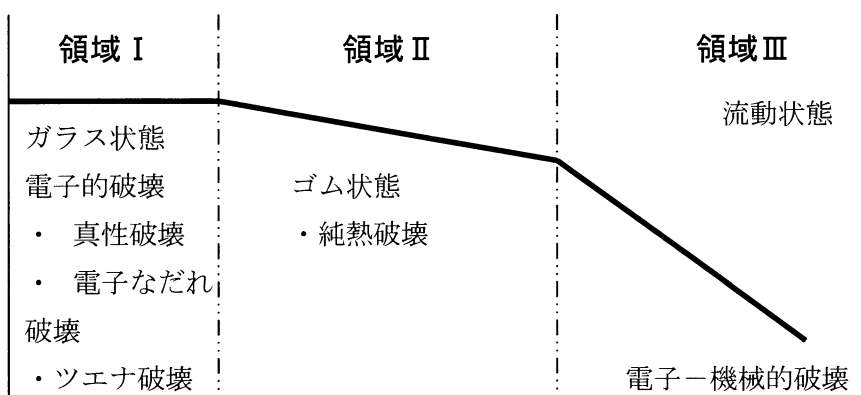 領域Ⅰ
ガラス状態
電子的破壊
・ 真性破壊
・ 電子なだれ
破壊
・ツエナ破壊
領域Ⅱ
ゴム状態
・純熱破壊
領域Ⅲ
流動状態
電子－機械的破壊